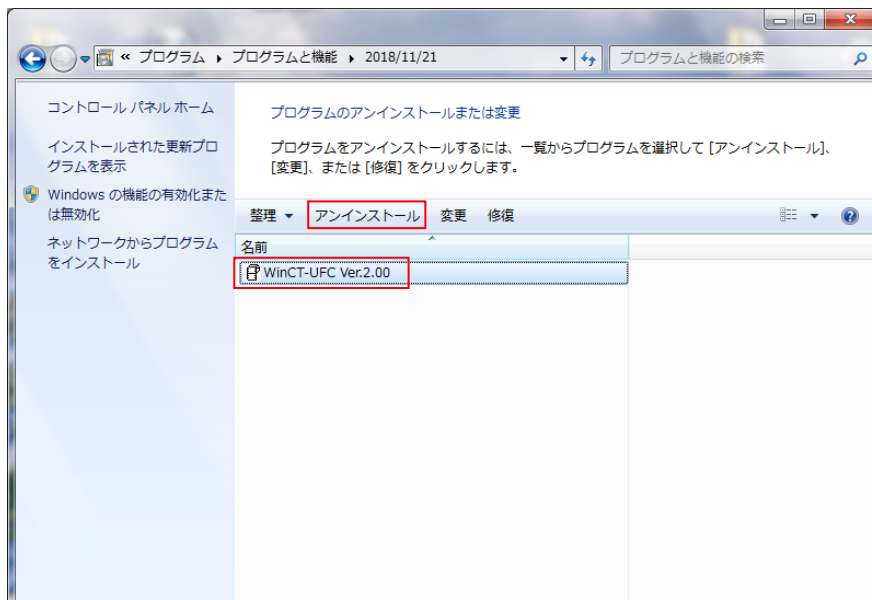 « プログラム ▸ プログラムと機能 ▸ 2018/11/21
プログラムと機能の検索
コントロール パネル ホーム
インストールされた更新プロ
グラムを表示
Windows の機能の有効化また
は無効化
ネットワークからプログラム
をインストール
プログラムのアンインストールまたは変更
プログラムをアンインストールするには、一覧からプログラムを選択して [アンインストール]、
[変更]、または [修復] をクリックします。
整理 ▼ アンインストール 変更 修復
名前
WinCT-UFC Ver.2.00